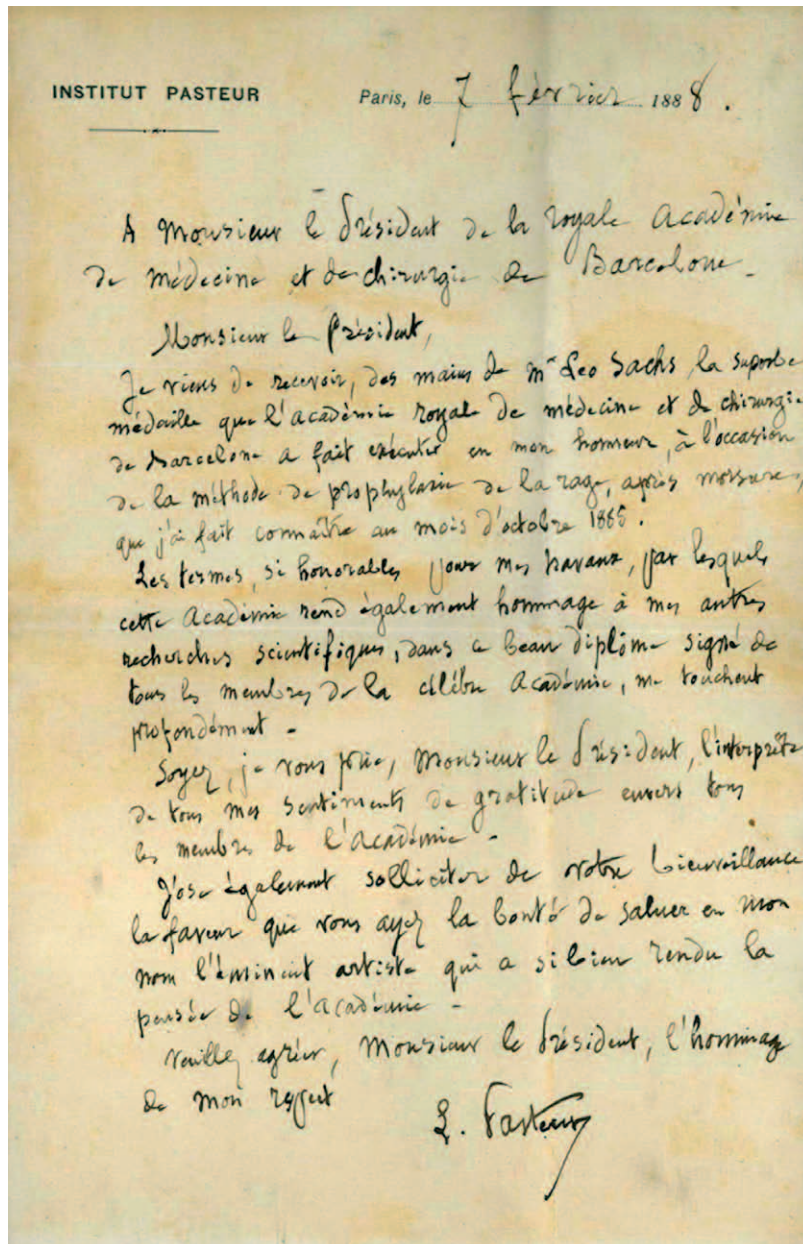 INSTITUT PASTEUR
Paris, le 7 février 1888.
A Monsieur le Président de la royale Académie
de médecine et de chirurgie de Barcelone -
Monsieur le Président,
Je viens de recevoir, des mains de Mr Leo Sachs, la superbe
médaille que l'Académie royale de médecine et de chirurgie
de Barcelone a fait exécuter en mon honneur, à l'occasion
de la méthode de prophylaxie de la rage, après morsure,
que j'ai fait connaître au mois d'octobre 1885.
Les termes, si honorables pour mes travaux, par lesquels
cette Académie rend également hommage à mes autres
recherches scientifiques, dans ce beau diplôme signé de
tous les membres de la célèbre Académie, me touchent
profondément -
Soyez, je vous prie, Monsieur le Président, l'interprète
de tous mes sentiments de gratitude envers tous
les membres de l'Académie -
J'ose également solliciter de votre bienveillance
la faveur que vous ayez la bonté de saluer en mon
nom l'éminent artiste qui a si bien rendu la
pensée de l'Académie -
Veuillez agréer, Monsieur le Président, l'hommage
de mon respect
L. Pasteur